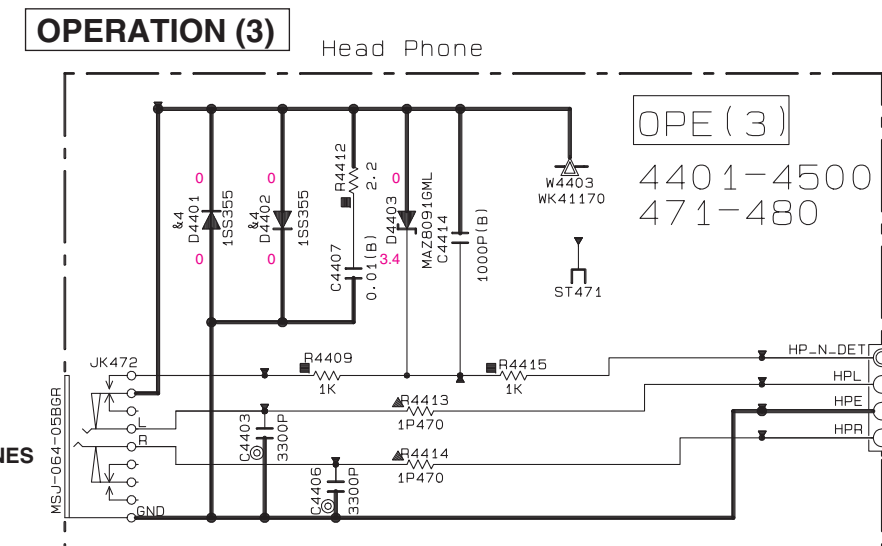 OPERATION (3)
Head Phone
OPE(3)
4401-4500
471-480
0
&4
D4401
1SS355
0
0
&4
D4402
1SS355
0
R4412
2.2
C4407
0.01(B)
0
D4403
MAZ8091GML
3.4
C4414
1000P(B)
W4403
WK41170
ST471
JK472
R4409
1K
R4415
1K
HP_N_DET
HPL
HPE
HPR
R4413
1P470
R4414
1P470
L
R
GND
C4403
3300P
C4406
3300P
MSJ-064-05BGR
NES